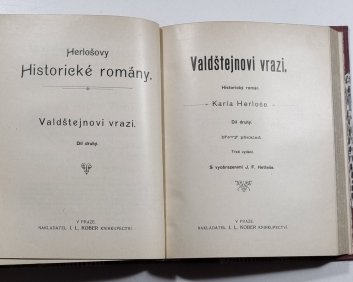 Herlošovy
Historické romány.
Valdštejnovi vrazi.
Díl druhý.
V PRAZE.
NAKLADATEL I. L. KOBER KNIHKUPECTVÍ.
Valdštejnovi vrazi.
Historický román
Karla Herloše.
Díl druhý.
Třetí vydání.
S vyobrazeními J. F.
V PRAZE.
NAKLADATEL I. L. KOBER KNIHKUPECTVÍ.